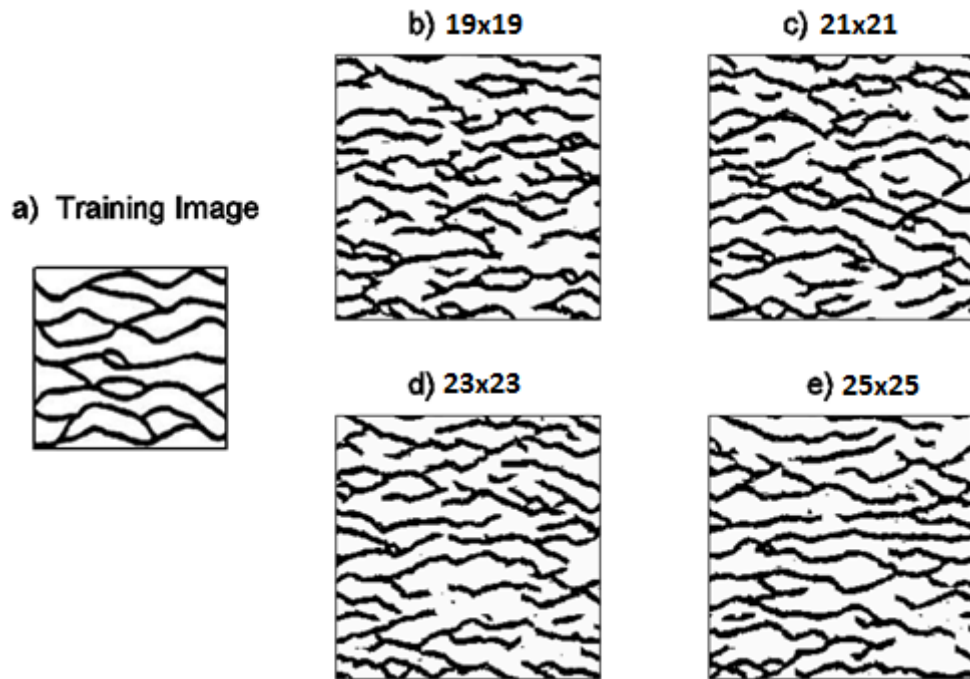 b) 19x19
c) 21x21
a) Training Image
d) 23x23
e) 25x25